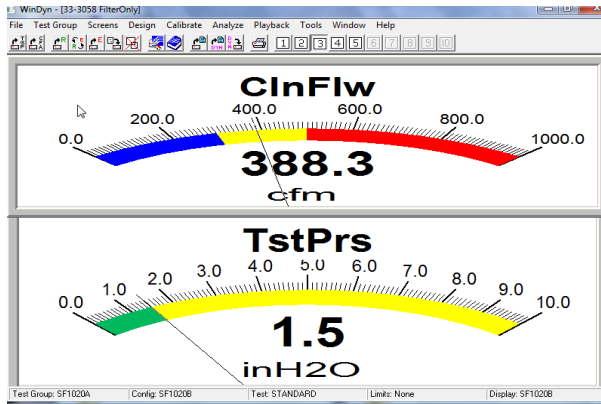 WinDyn - [33-3058 FilterOnly]
File Test Group Screens Design Calibrate Analyze Playback Tools Window Help
1 2 3 4 5 6 7 8 9 10
ClnFlw
0.0 200.0 400.0 600.0 800.0 1000.0
388.3
cfm
TstPrs
0.0 1.0 2.0 3.0 4.0 5.0 6.0 7.0 8.0 9.0 10.0
1.5
inH2O
Test Group: SF1020A Config: SF1020B Test: STANDARD Limits: None Display: SF1020B